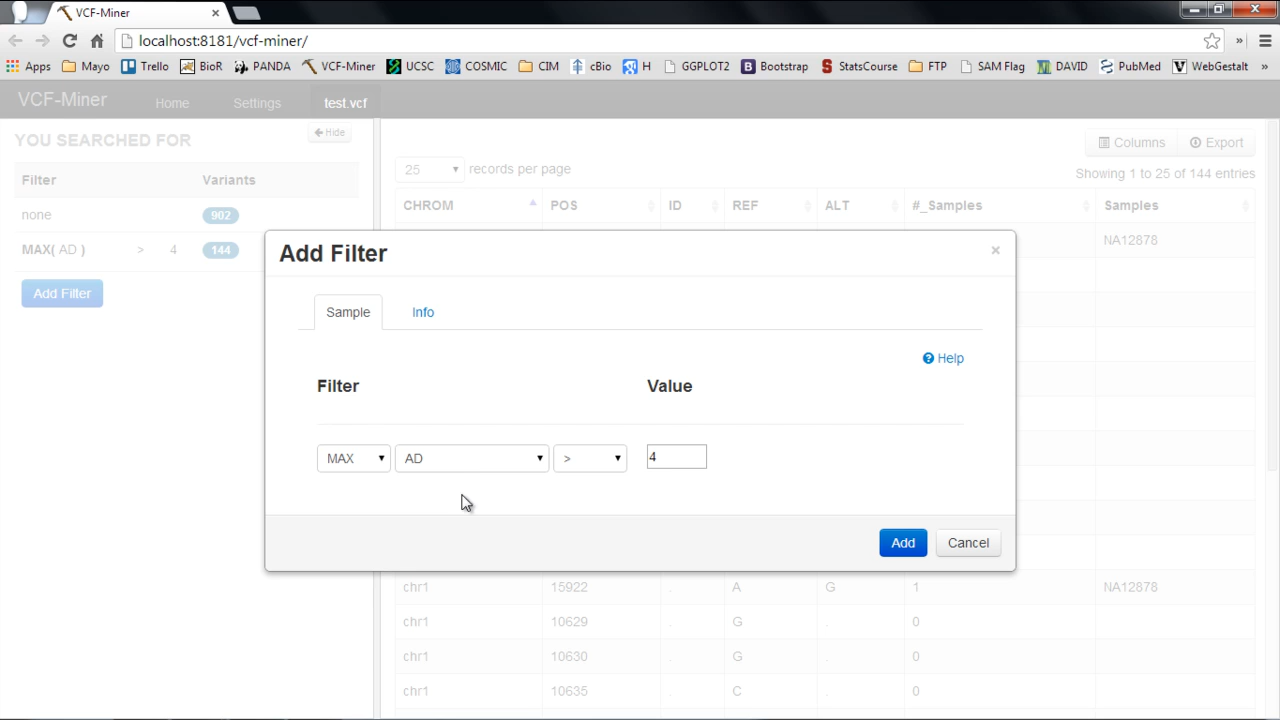 VCF-Miner
localhost:8181/vcf-miner/
Apps Mayo Trello BioR PANDA VCF-Miner UCSC COSMIC CIM cBio H GGPLOT2 Bootstrap StatsCourse FTP SAM Flag DAVID PubMed WebGestalt »
VCF-Miner Home Settings test.vcf
YOU SEARCHED FOR
Hide
Columns Export
25 records per page
Showing 1 to 25 of 144 entries
Filter Variants
none 902
MAX( AD ) > 4 144
Add Filter
CHROM POS ID REF ALT #_Samples Samples
NA12878
Add Filter ×
Sample Info
Help
Filter Value
MAX AD > 4
Add Cancel
chr1 15922 . A G 1 NA12878
chr1 10629 . G . 0
chr1 10630 . G . 0
chr1 10635 . C . 0